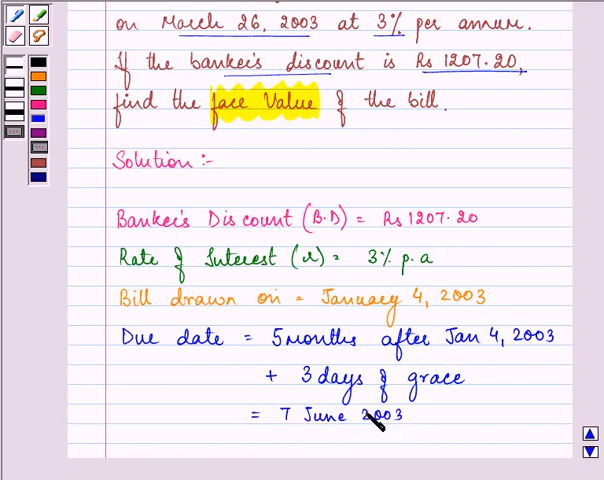 on March 26, 2003 at 3% per annum.
If the banker's discount is Rs 1207.20,
find the face Value of the bill.
Solution:-
Banker's Discount (B.D) = Rs 1207.20
Rate of Interest (r) = 3% p.a
Bill drawn on = January 4, 2003
Due date = 5 months after Jan 4, 2003
+ 3 days of grace
= 7 June 2003